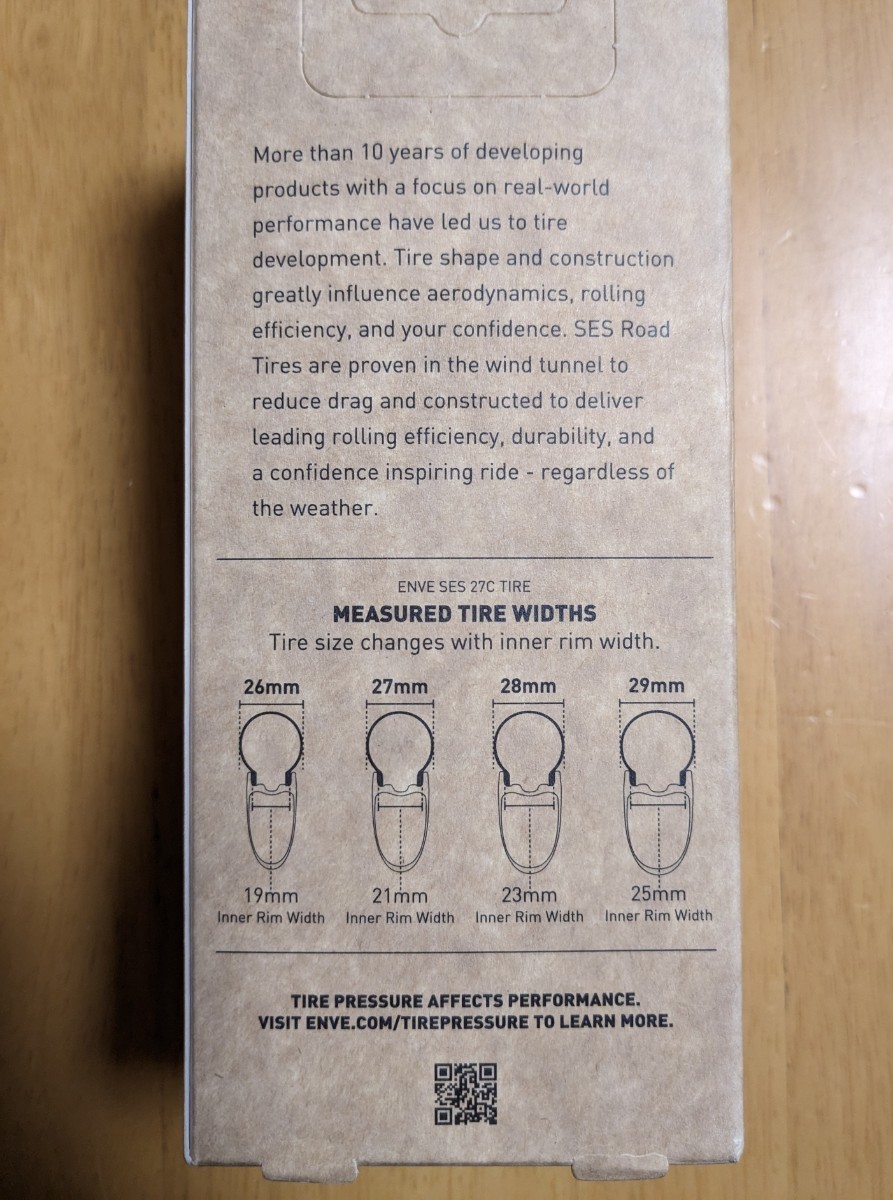 More than 10 years of developing
products with a focus on real-world
performance have led us to tire
development. Tire shape and construction
greatly influence aerodynamics, rolling
efficiency, and your confidence. SES Road
Tires are proven in the wind tunnel to
reduce drag and constructed to deliver
leading rolling efficiency, durability, and
a confidence inspiring ride - regardless of
the weather.
ENVE SES 27C TIRE
MEASURED TIRE WIDTHS
Tire size changes with inner rim width.
26mm 27mm 28mm 29mm
19mm 21mm 23mm 25mm
Inner Rim Width Inner Rim Width Inner Rim Width Inner Rim Width
TIRE PRESSURE AFFECTS PERFORMANCE.
VISIT ENVE.COM/TIREPRESSURE TO LEARN MORE.